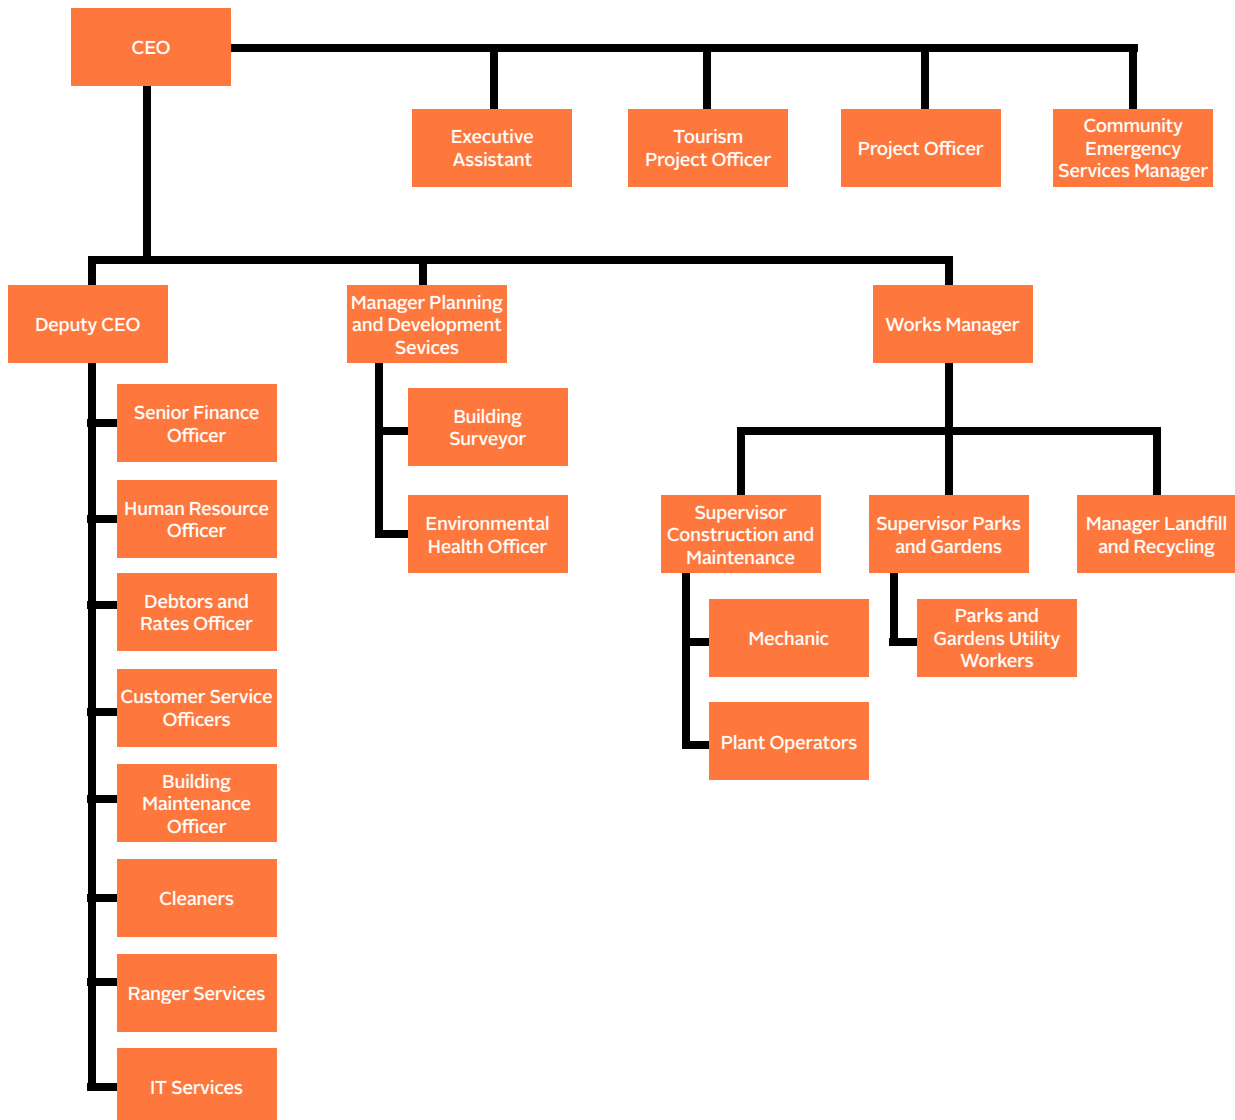 CEO
Executive
Assistant
Tourism
Project Officer
Project Officer
Community
Emergency
Services Manager
Deputy CEO
Manager Planning
and Development
Sevices
Works Manager
Senior Finance
Officer
Human Resource
Officer
Debtors and
Rates Officer
Customer Service
Officers
Building
Maintenance
Officer
Cleaners
Ranger Services
IT Services
Building
Surveyor
Environmental
Health Officer
Supervisor
Construction and
Maintenance
Mechanic
Plant Operators
Supervisor Parks
and Gardens
Parks and
Gardens Utility
Workers
Manager Landfill
and Recycling